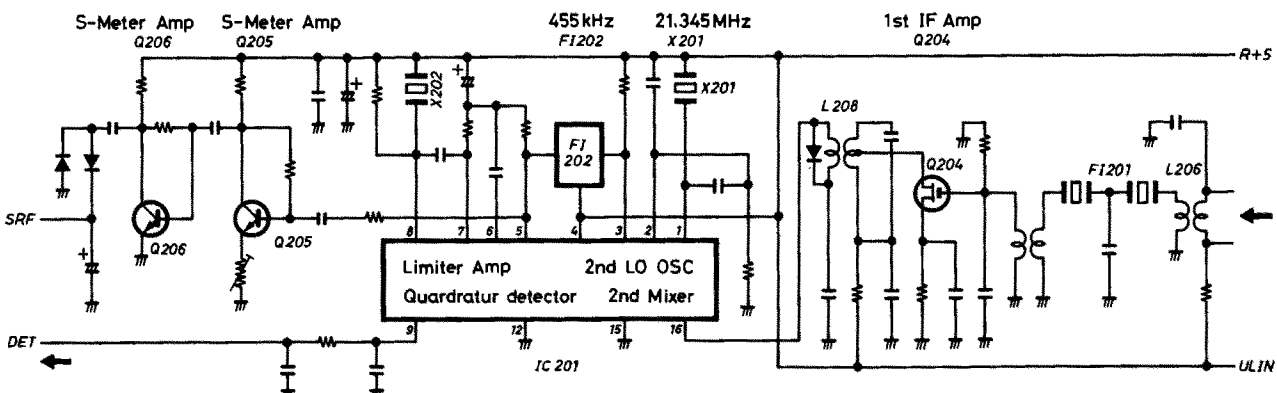 S-Meter Amp S-Meter Amp 455kHz 21.345MHz 1st IF Amp
Q206 Q205 FI202 X201 Q204
R+S
X202
X201
L208
FI
202
Q204
FI201 L206
SRF
Q206
Q205
8 7 6 5 4 3 2 1
Limiter Amp 2nd LO OSC
Quardratur detector 2nd Mixer
9 12 15 16
DET
IC201
ULIN
+
+
+